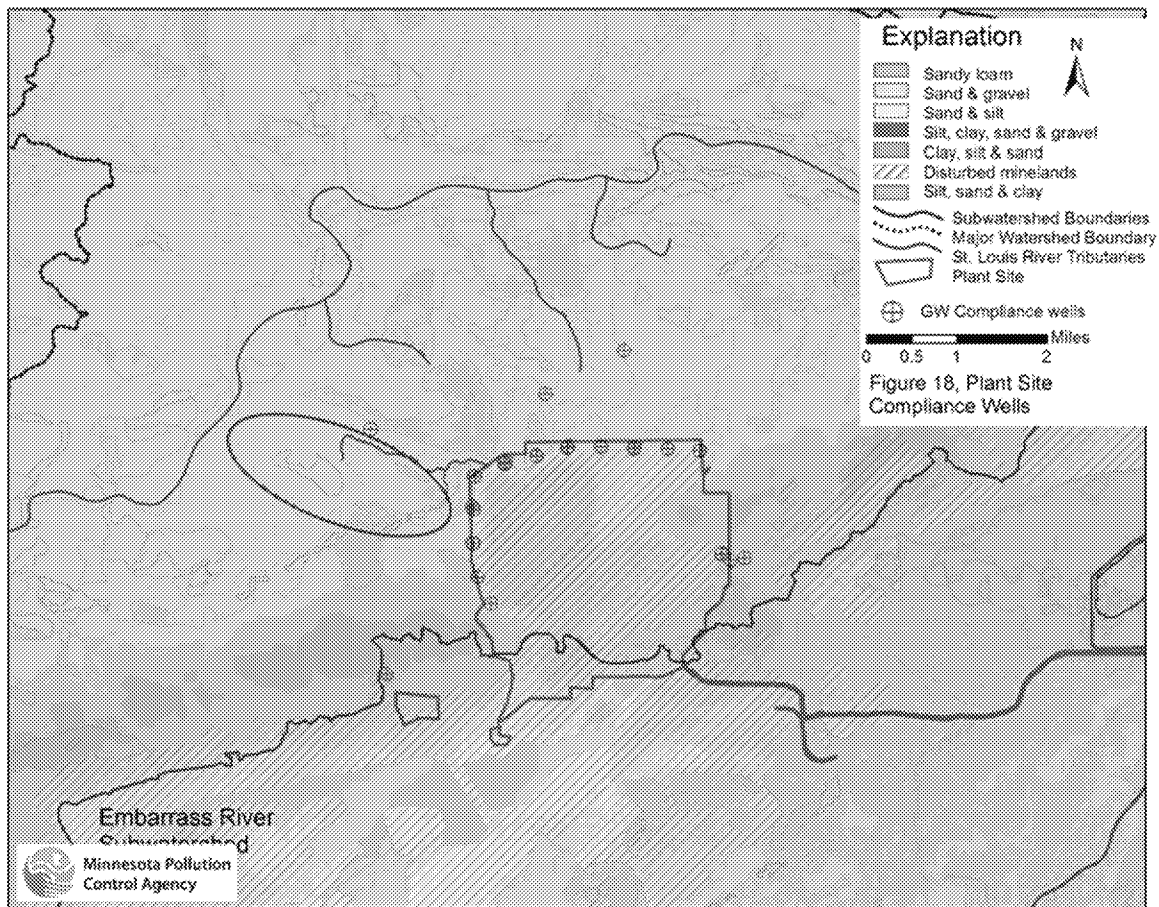 Explanation
N
Sandy loam
Sand & gravel
Sand & silt
Silt, clay, sand & gravel
Clay, silt & sand
Disturbed minelands
Silt, sand & clay
Subwatershed Boundaries
Major Watershed Boundary
St. Louis River Tributaries
Plant Site
GW Compliance wells
Miles
0 0.5 1 2
Figure 18, Plant Site
Compliance Wells
Embarrass River
Subwatershed
Minnesota Pollution
Control Agency